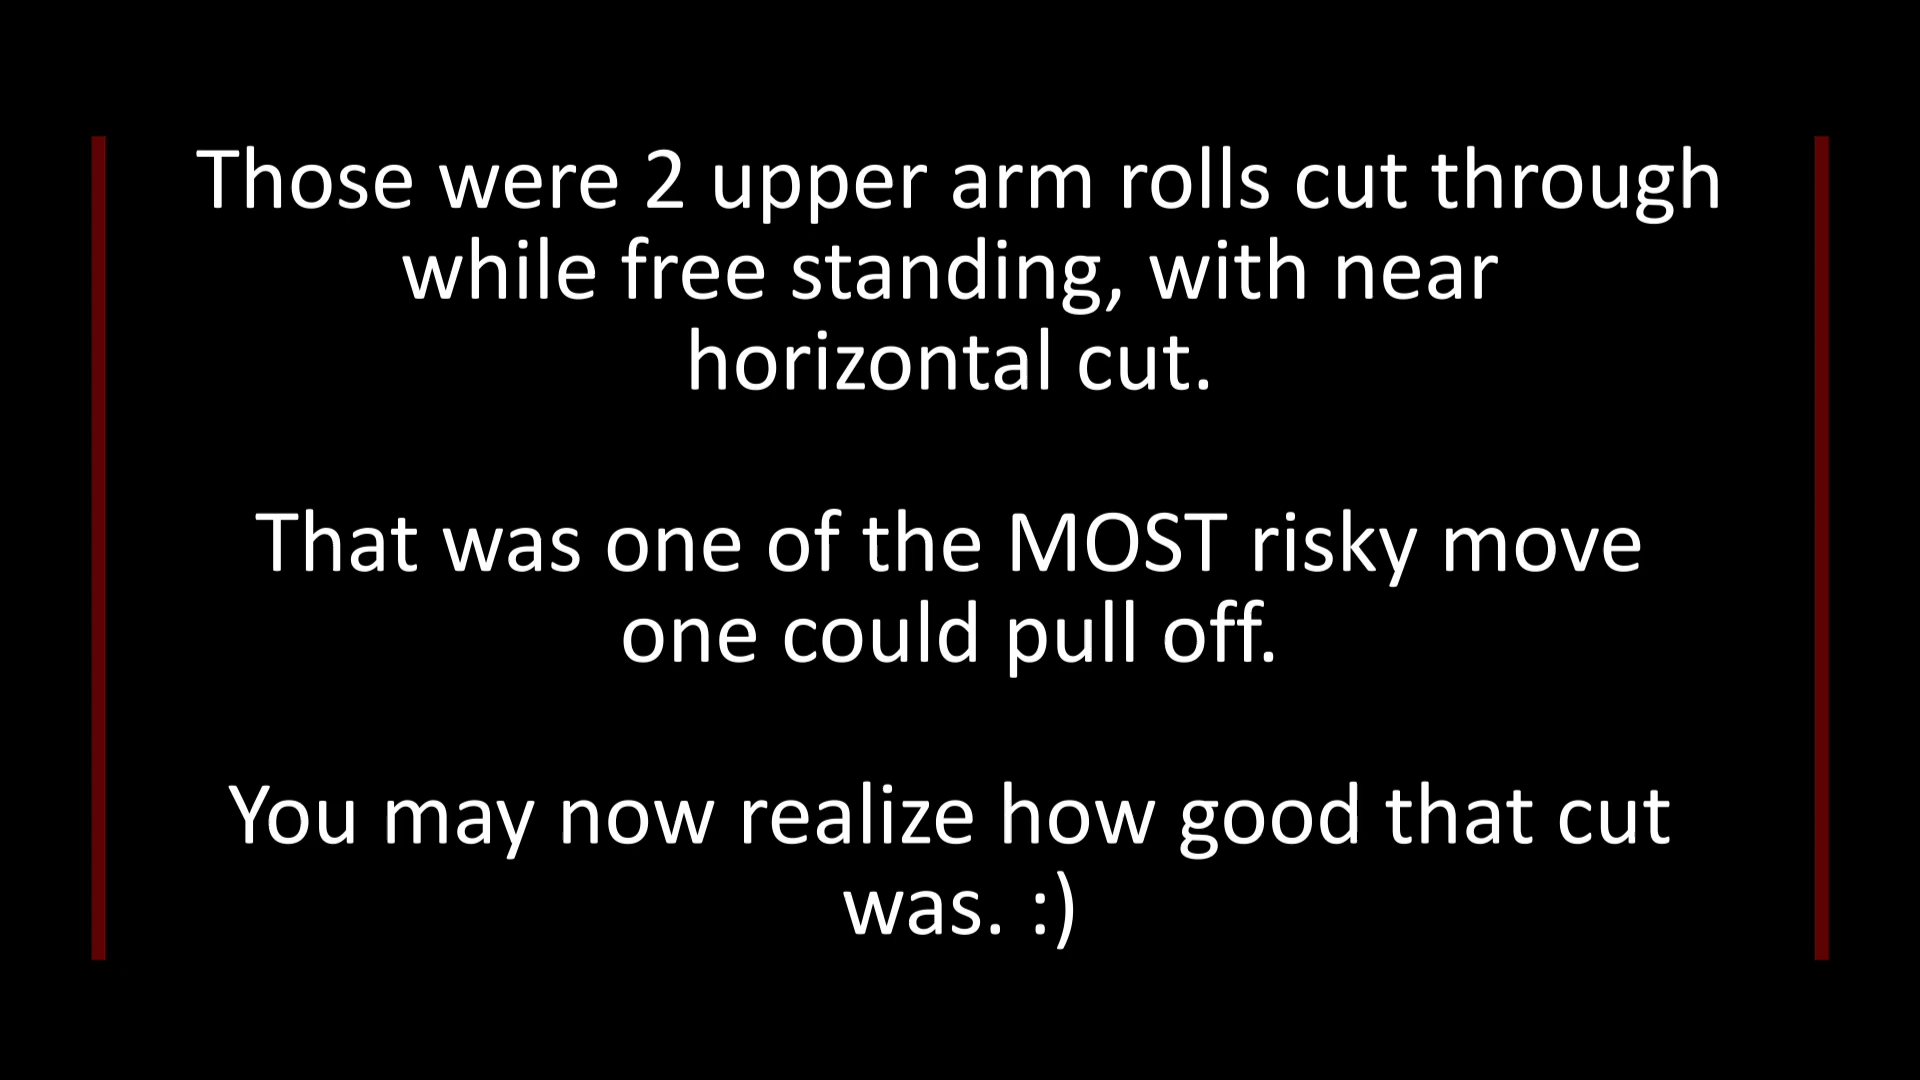 Those were 2 upper arm rolls cut through
while free standing, with near
horizontal cut.
That was one of the MOST risky move
one could pull off.
You may now realize how good that cut
was. :)